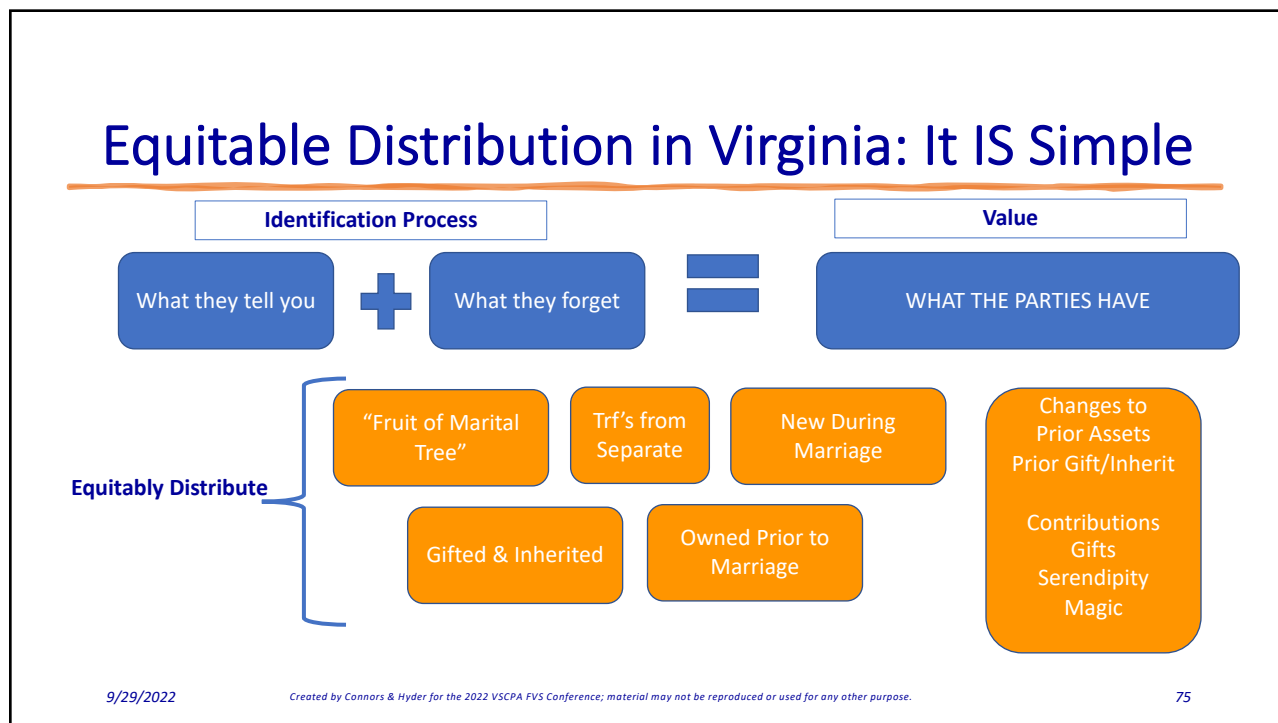 Equitable Distribution in Virginia: It IS Simple
Identification Process
Value
What they tell you
What they forget
WHAT THE PARTIES HAVE
Equitably Distribute
“Fruit of Marital
Tree”
Trf’s from
Separate
New During
Marriage
Gifted & Inherited
Owned Prior to
Marriage
Changes to
Prior Assets
Prior Gift/Inherit
Contributions
Gifts
Serendipity
Magic
9/29/2022
Created by Connors & Hyder for the 2022 VSCPA FVS Conference; material may not be reproduced or used for any other purpose.
75